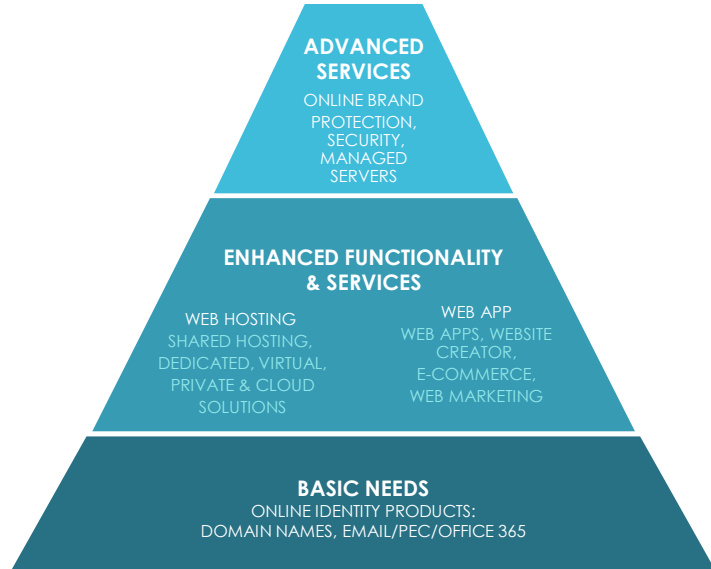 ADVANCED
SERVICES
ONLINE BRAND
PROTECTION,
SECURITY,
MANAGED
SERVERS
ENHANCED FUNCTIONALITY
& SERVICES
WEB HOSTING
SHARED HOSTING,
DEDICATED, VIRTUAL,
PRIVATE & CLOUD
SOLUTIONS
WEB APP
WEB APPS, WEBSITE
CREATOR,
E-COMMERCE,
WEB MARKETING
BASIC NEEDS
ONLINE IDENTITY PRODUCTS:
DOMAIN NAMES, EMAIL/PEC/OFFICE 365